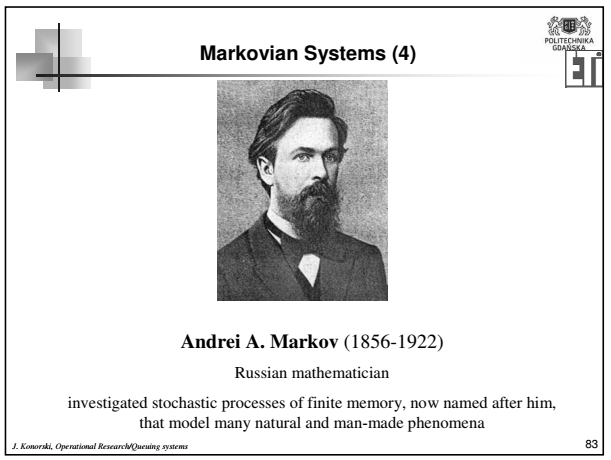 Markovian Systems (4)
POLITECHNIKA
GDAŃSKA
ETI
Andrei A. Markov (1856-1922)
Russian mathematician
investigated stochastic processes of finite memory, now named after him,
that model many natural and man-made phenomena
J. Konorski, Operational Research/Queuing systems
83